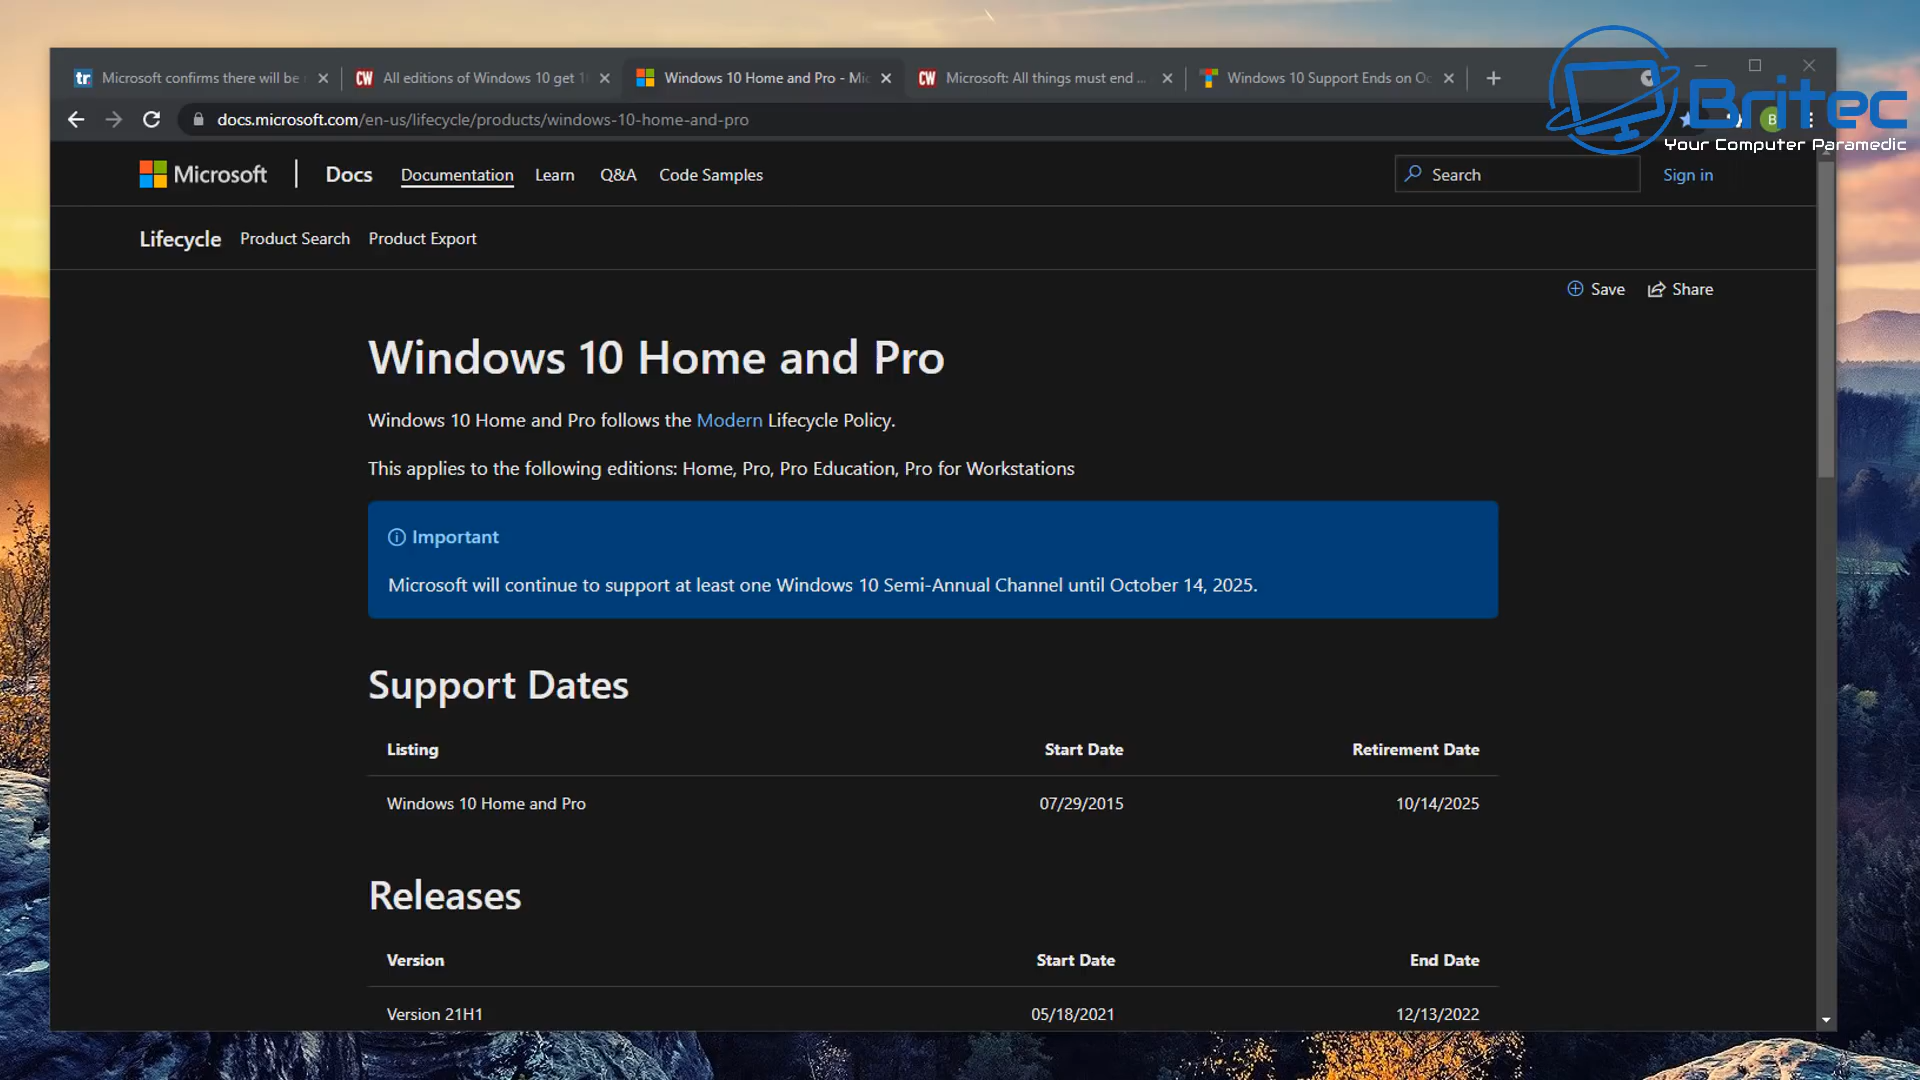 tr Microsoft confirms there will be
CW All editions of Windows 10 get 1
Windows 10 Home and Pro - Mic
CW Microsoft: All things must end ...
Windows 10 Support Ends on Oc
docs.microsoft.com/en-us/lifecycle/products/windows-10-home-and-pro
B
Britec
Your Computer Paramedic
Microsoft Docs Documentation Learn Q&A Code Samples
Search
Sign in
Lifecycle Product Search Product Export
Save Share
Windows 10 Home and Pro
Windows 10 Home and Pro follows the Modern Lifecycle Policy.
This applies to the following editions: Home, Pro, Pro Education, Pro for Workstations
Important
Microsoft will continue to support at least one Windows 10 Semi-Annual Channel until October 14, 2025.
Support Dates
Listing Start Date Retirement Date
Windows 10 Home and Pro 07/29/2015 10/14/2025
Releases
Version Start Date End Date
Version 21H1 05/18/2021 12/13/2022